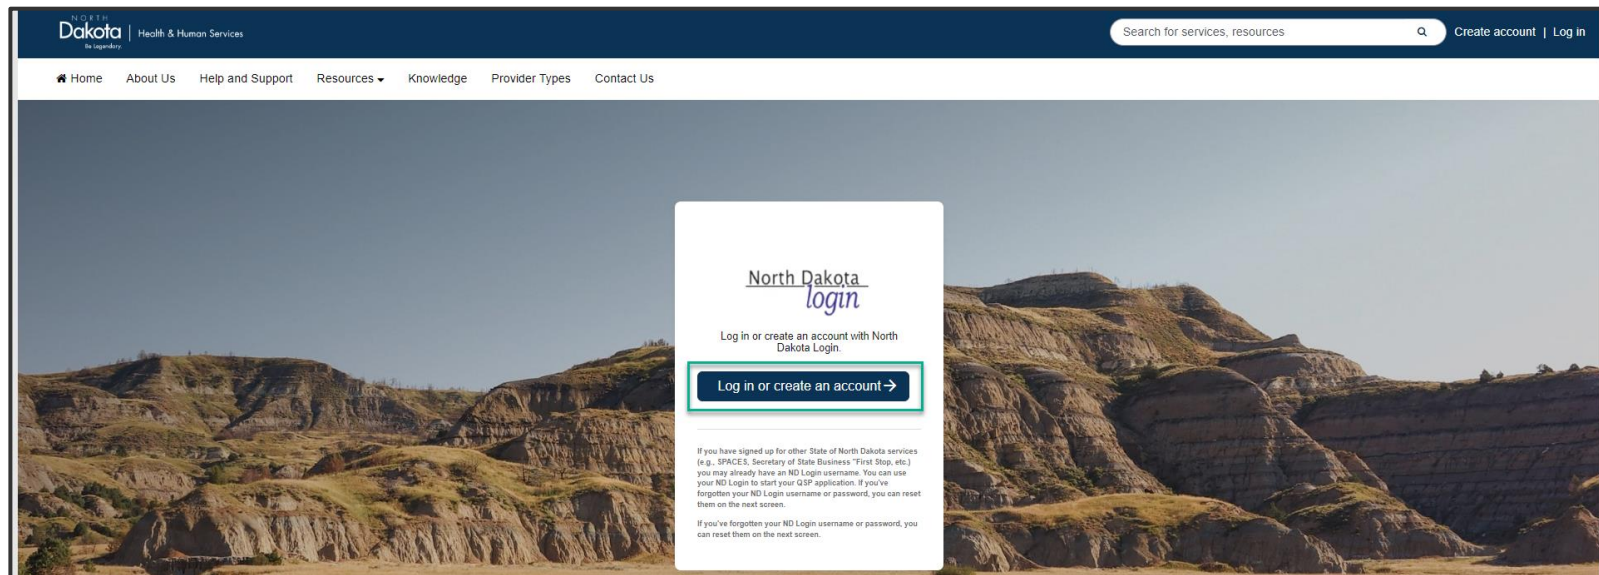 NORTH
Dakota | Health & Human Services
Be Legendary.
Search for services, resources
Create account | Log in
Home About Us Help and Support Resources Knowledge Provider Types Contact Us
North Dakota
login
Log in or create an account with North
Dakota Login.
Log in or create an account→
If you have signed up for other State of North Dakota services
(e.g., SPACES, Secretary of State Business "First Stop, etc.)
you may already have an ND Login username. You can use
your ND Login to start your QSP application. If you've
forgotten your ND Login username or password, you can reset
them on the next screen.
If you've forgotten your ND Login username or password, you
can reset them on the next screen.